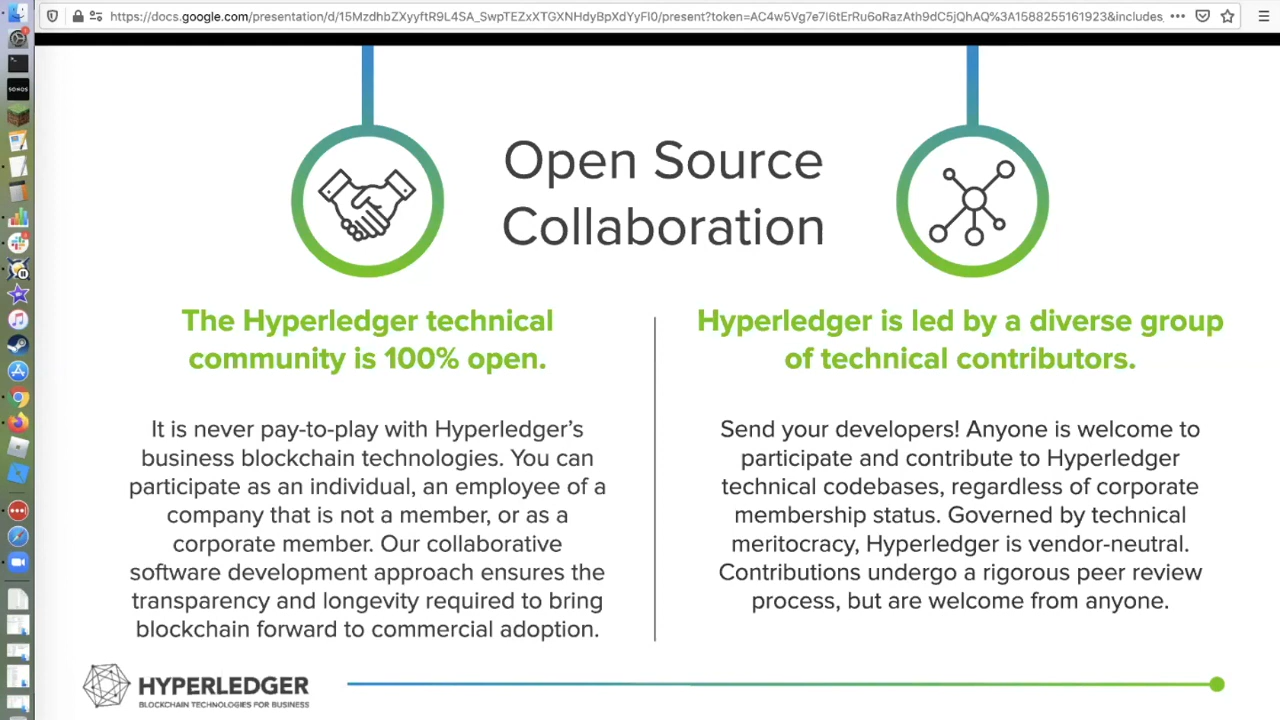 https://docs.google.com/presentation/d/15MzdhbZXyyftR9L4SA_SwpTEZxXTGXNHdyBpXdYyFl0/present?token=AC4w5Vg7e7I6tErRu6oRazAth9dC5jQhAQ%3A1588255161923&includes_
SONOS
Open Source
Collaboration
The Hyperledger technical
community is 100% open.
It is never pay-to-play with Hyperledger’s
business blockchain technologies. You can
participate as an individual, an employee of a
company that is not a member, or as a
corporate member. Our collaborative
software development approach ensures the
transparency and longevity required to bring
blockchain forward to commercial adoption.
Hyperledger is led by a diverse group
of technical contributors.
Send your developers! Anyone is welcome to
participate and contribute to Hyperledger
technical codebases, regardless of corporate
membership status. Governed by technical
meritocracy, Hyperledger is vendor-neutral.
Contributions undergo a rigorous peer review
process, but are welcome from anyone.
HYPERLEDGER
BLOCKCHAIN TECHNOLOGIES FOR BUSINESS